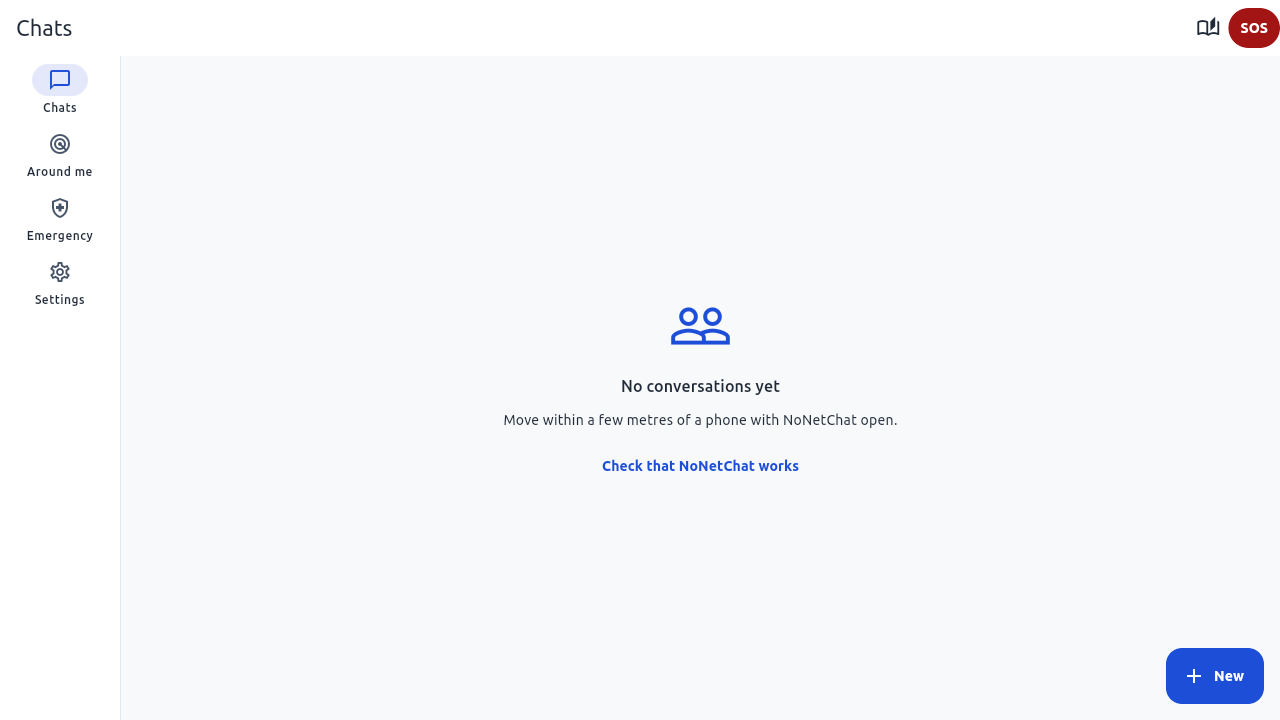 Chats
SOS
Chats
Around me
Emergency
Settings
No conversations yet
Move within a few metres of a phone with NoNetChat open.
Check that NoNetChat works
New